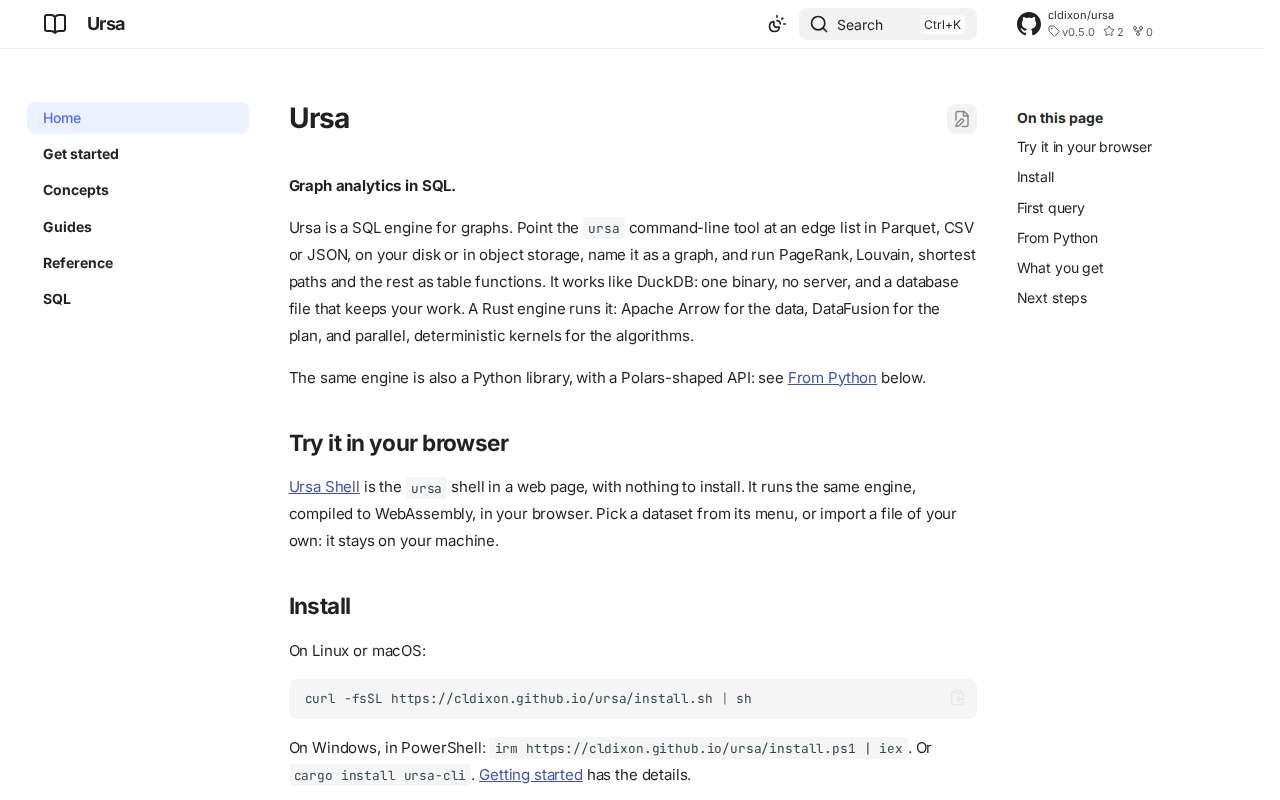 Ursa
Search
Ctrl+K
cldixon/ursa
v0.5.0
2
0
Home
Get started
Concepts
Guides
Reference
SQL
Ursa
Graph analytics in SQL.
Ursa is a SQL engine for graphs. Point the ursa command-line tool at an edge list in Parquet, CSV
or JSON, on your disk or in object storage, name it as a graph, and run PageRank, Louvain, shortest
paths and the rest as table functions. It works like DuckDB: one binary, no server, and a database
file that keeps your work. A Rust engine runs it: Apache Arrow for the data, DataFusion for the
plan, and parallel, deterministic kernels for the algorithms.
The same engine is also a Python library, with a Polars-shaped API: see From Python below.
Try it in your browser
Ursa Shell is the ursa shell in a web page, with nothing to install. It runs the same engine,
compiled to WebAssembly, in your browser. Pick a dataset from its menu, or import a file of your
own: it stays on your machine.
Install
On Linux or macOS:
curl -fsSL https://cldixon.github.io/ursa/install.sh | sh
On Windows, in PowerShell: irm https://cldixon.github.io/ursa/install.ps1 | iex. Or
cargo install ursa-cli. Getting started has the details.
On this page
Try it in your browser
Install
First query
From Python
What you get
Next steps